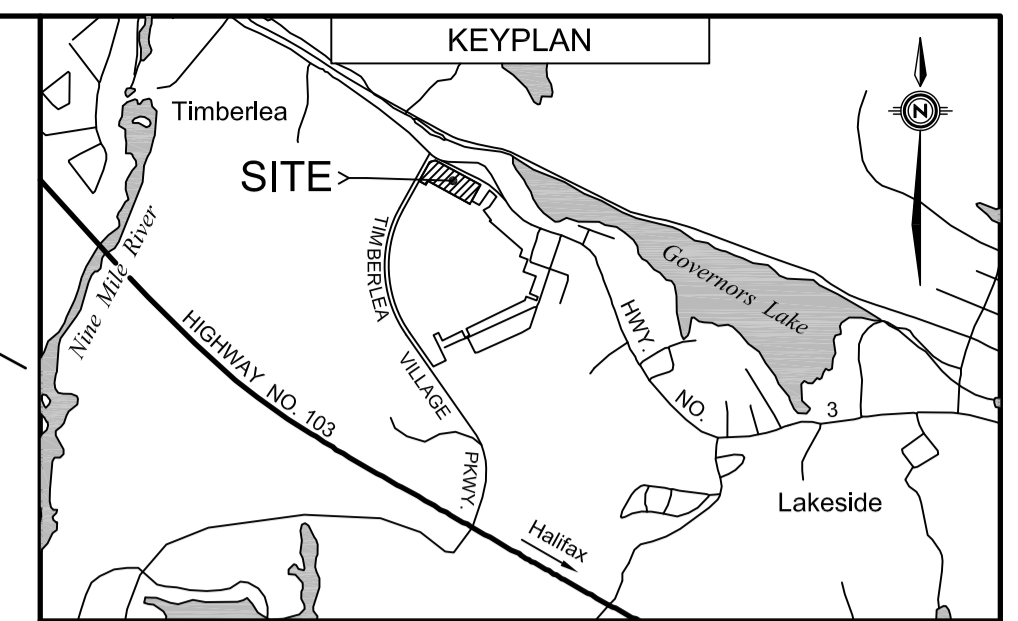 KEYPLAN
Timberlea
N
SITE
Nine Mile River
TIMBERLEA VILLAGE PKWY.
Governors Lake
HWY. NO. 3
HIGHWAY NO. 103
Lakeside
Halifax